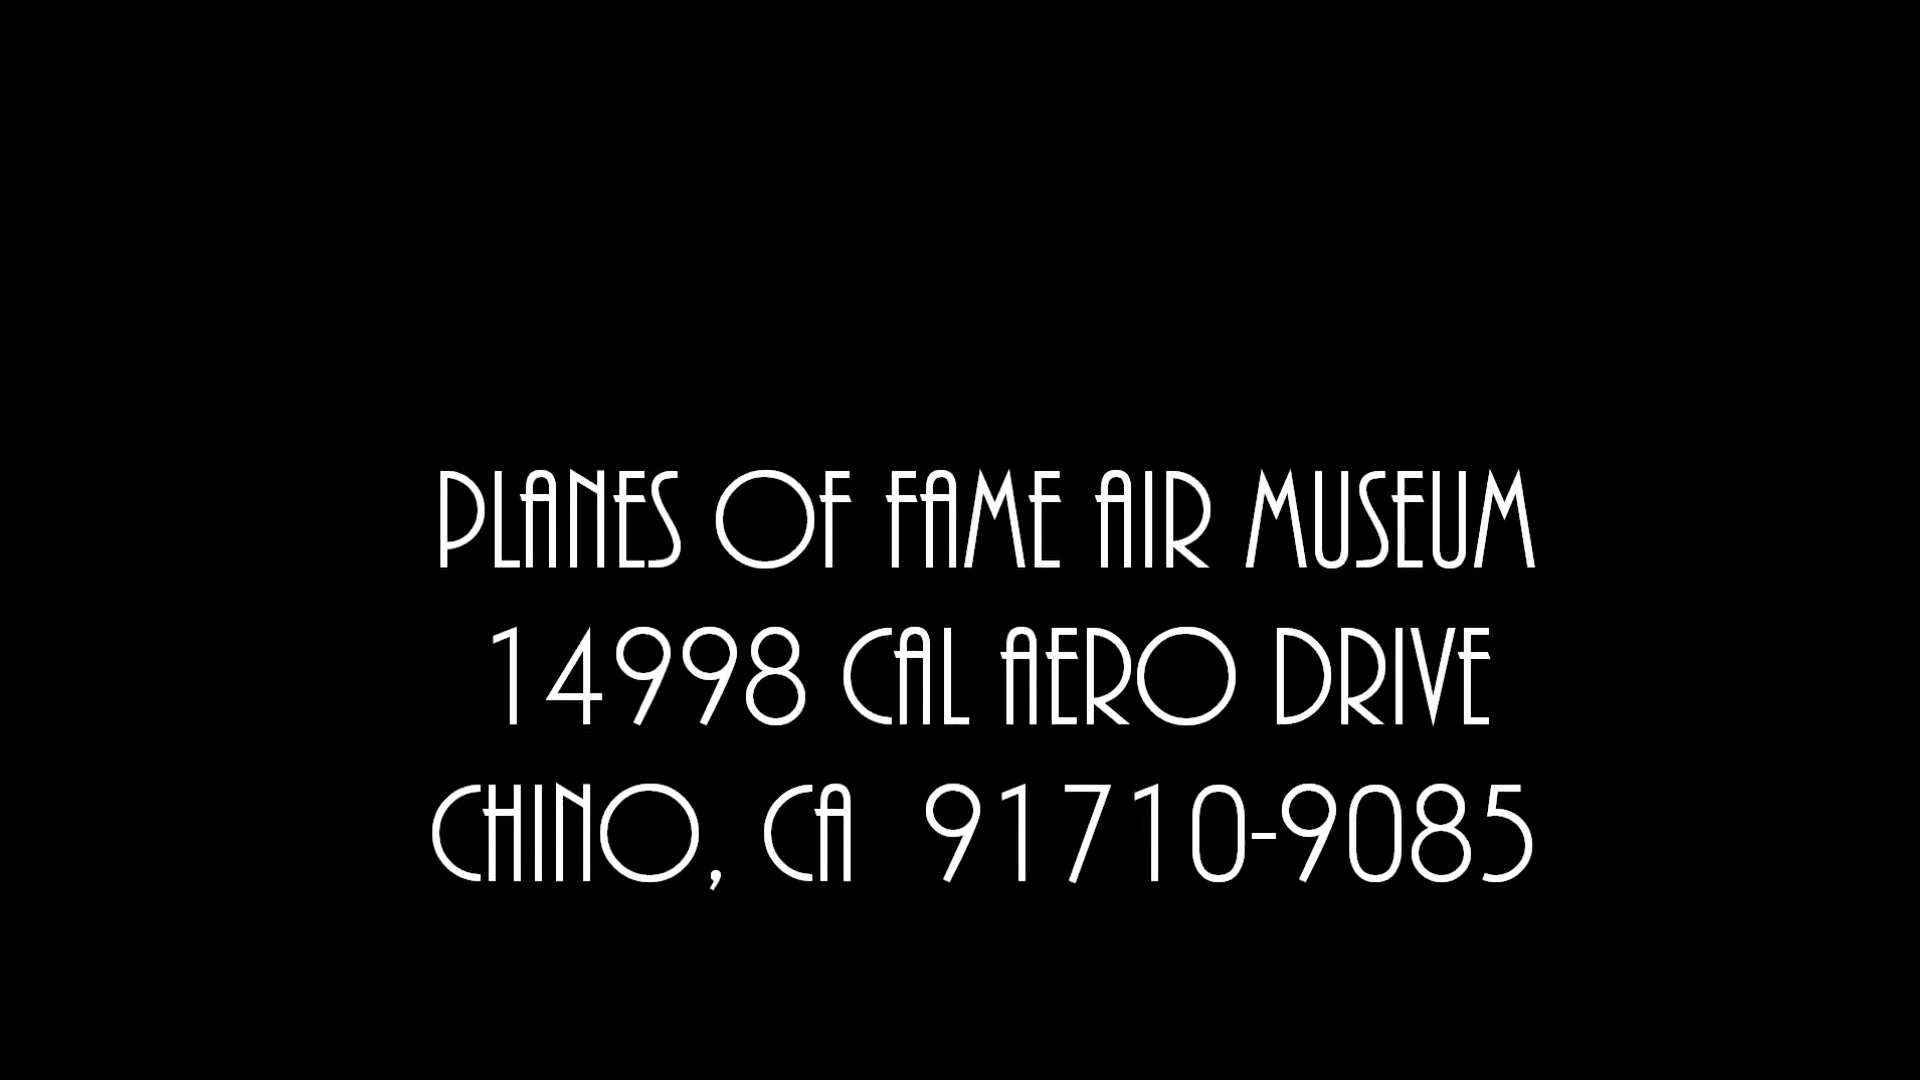 PLANES OF FAME AIR MUSEUM
14998 CAL AERO DRIVE
CHINO, CA  91710-9085